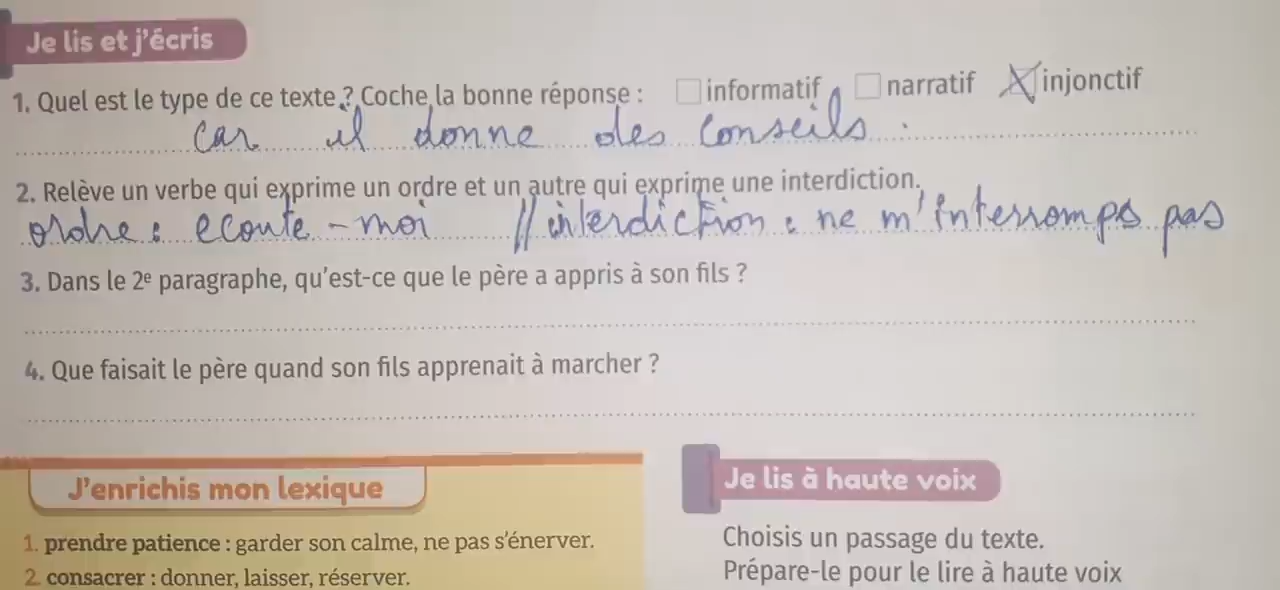 Je lis et j'écris
1. Quel est le type de ce texte ? Coche la bonne réponse : informatif narratif injonctif
car il donne des conseils.
2. Relève un verbe qui exprime un ordre et un autre qui exprime une interdiction.
ordre : ecoute-moi // interdiction : ne m'interromps pas
3. Dans le 2e paragraphe, qu'est-ce que le père a appris à son fils ?
4. Que faisait le père quand son fils apprenait à marcher ?
J'enrichis mon lexique
1. prendre patience : garder son calme, ne pas s'énerver.
2. consacrer : donner, laisser, réserver.
Je lis à haute voix
Choisis un passage du texte.
Prépare-le pour le lire à haute voix